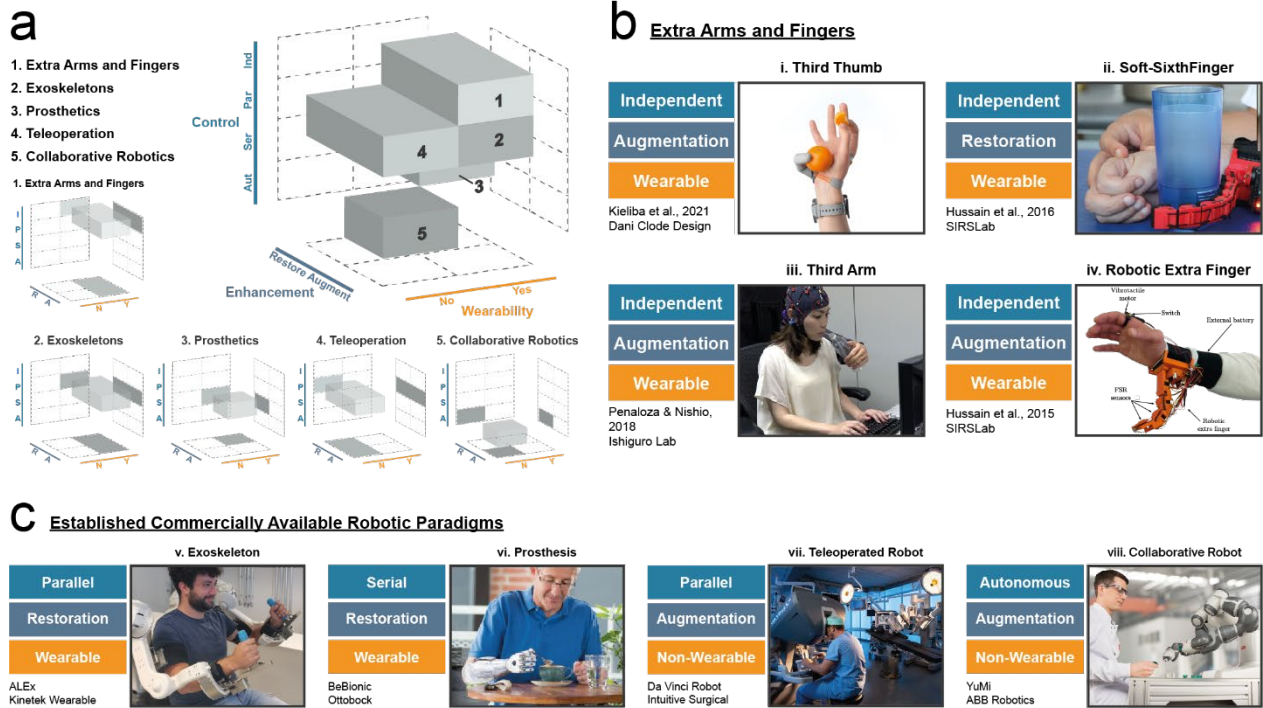 a
1. Extra Arms and Fingers
2. Exoskeletons
3. Prosthetics
4. Teleoperation
5. Collaborative Robotics
Control
Ind
Par
Ser
Aut
1
2
3
4
5
Restore Augment
Enhancement
No
Yes
Wearability
1. Extra Arms and Fingers
I
P
S
A
R
A
N
Y
2. Exoskeletons
I
P
S
A
R
A
N
Y
3. Prosthetics
I
P
S
A
R
A
N
Y
4. Teleoperation
I
P
S
A
R
A
N
Y
5. Collaborative Robotics
I
P
S
A
R
A
N
Y
b Extra Arms and Fingers
i. Third Thumb
Independent
Augmentation
Wearable
Kieliba et al., 2021
Dani Clode Design
ii. Soft-SixthFinger
Independent
Restoration
Wearable
Hussain et al., 2016
SIRSLab
iii. Third Arm
Independent
Augmentation
Wearable
Penaloza & Nishio,
2018
Ishiguro Lab
iv. Robotic Extra Finger
Independent
Augmentation
Wearable
Hussain et al., 2015
SIRSLab
Vibrotactile
motor
Switch
External battery
FSR
sensors
Robotic
extra finger
c Established Commercially Available Robotic Paradigms
v. Exoskeleton
Parallel
Restoration
Wearable
ALEx
Kinetek Wearable
vi. Prosthesis
Serial
Restoration
Wearable
BeBionic
Ottobock
vii. Teleoperated Robot
Parallel
Augmentation
Non-Wearable
Da Vinci Robot
Intuitive Surgical
viii. Collaborative Robot
Autonomous
Augmentation
Non-Wearable
YuMi
ABB Robotics